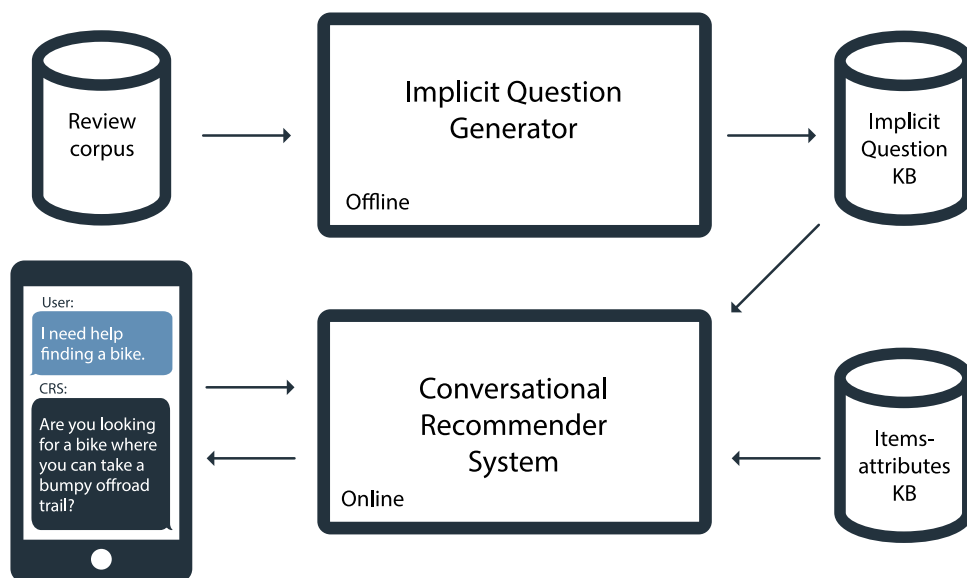 Review
corpus
Implicit Question
Generator
Offline
Implicit
Question
KB
User:
I need help
finding a bike.
CRS:
Are you looking
for a bike where
you can take a
bumpy offroad
trail?
Conversational
Recommender
System
Online
Items-
attributes
KB